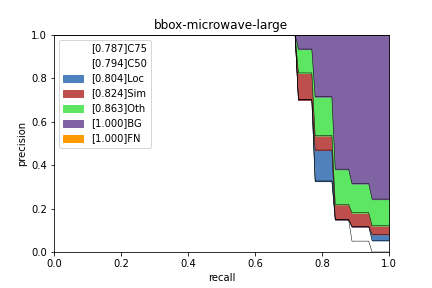 bbox-microwave-large
1.0
0.8
0.6
0.4
0.2
0.0
precision
[0.787]C75
[0.794]C50
[0.804]Loc
[0.824]Sim
[0.863]Oth
[1.000]BG
[1.000]FN
0.0 0.2 0.4 0.6 0.8 1.0
recall